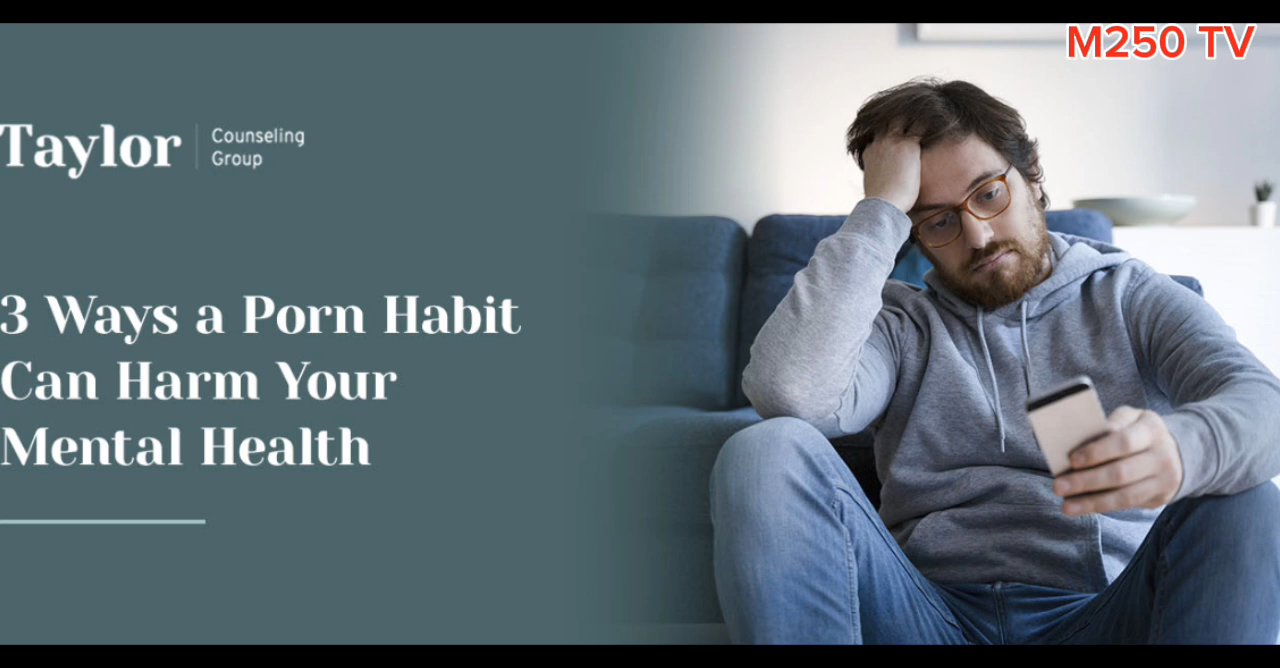 M250 TV
Taylor
Counseling
Group
3 Ways a Porn Habit
Can Harm Your
Mental Health